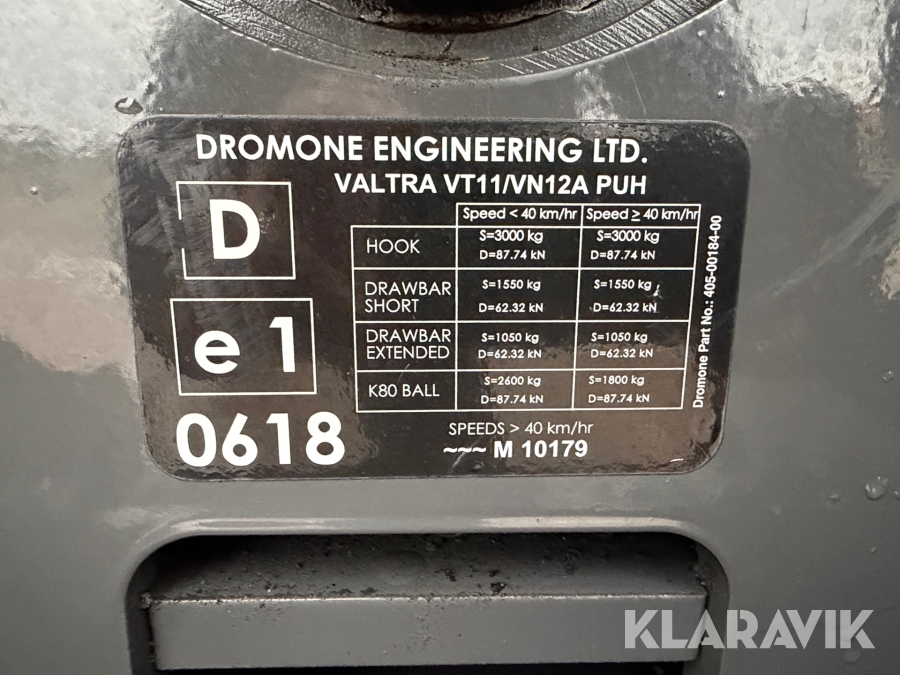 DROMONE ENGINEERING LTD.
VALTRA VT11/VN12A PUH
D
e 1
0618
Speed < 40 km/hr Speed ≥ 40 km/hr
HOOK S=3000 kg D=87.74 kN S=3000 kg D=87.74 kN
DRAWBAR SHORT S=1550 kg D=62.32 kN S=1550 kg D=62.32 kN
DRAWBAR EXTENDED S=1050 kg D=62.32 kN S=1050 kg D=62.32 kN
K80 BALL S=2600 kg D=87.74 kN S=1800 kg D=87.74 kN
SPEEDS > 40 km/hr
~~~ M 10179
Dromone Part No.: 405-00184-00
KLARAVIK